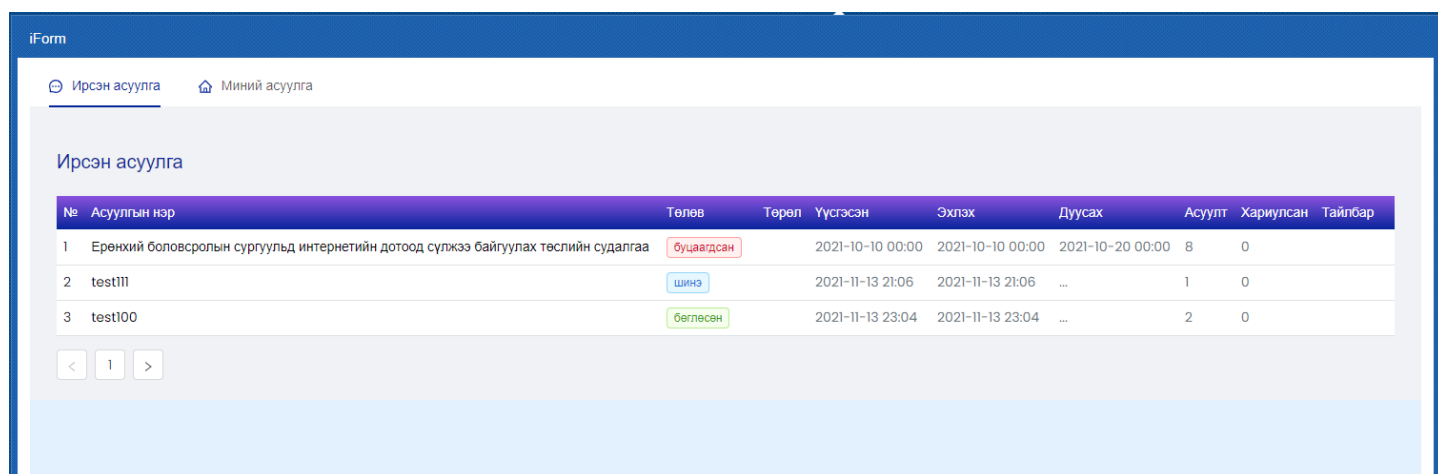 iForm
Ирсэн асуулга Миний асуулга
Ирсэн асуулга
№ Асуулгын нэр Төлөв Төрөл Үүсгэсэн Эхлэх Дуусах Асуулт Хариулсан Тайлбар
1 Ерөнхий боловсролын сургуульд интернетийн дотоод сүлжээ байгуулах төслийн судалгаа буцаагдсан 2021-10-10 00:00 2021-10-10 00:00 2021-10-20 00:00 8 0
2 test111 шинэ 2021-11-13 21:06 2021-11-13 21:06 ... 1 0
3 test100 бөглөсөн 2021-11-13 23:04 2021-11-13 23:04 ... 2 0
< 1 >